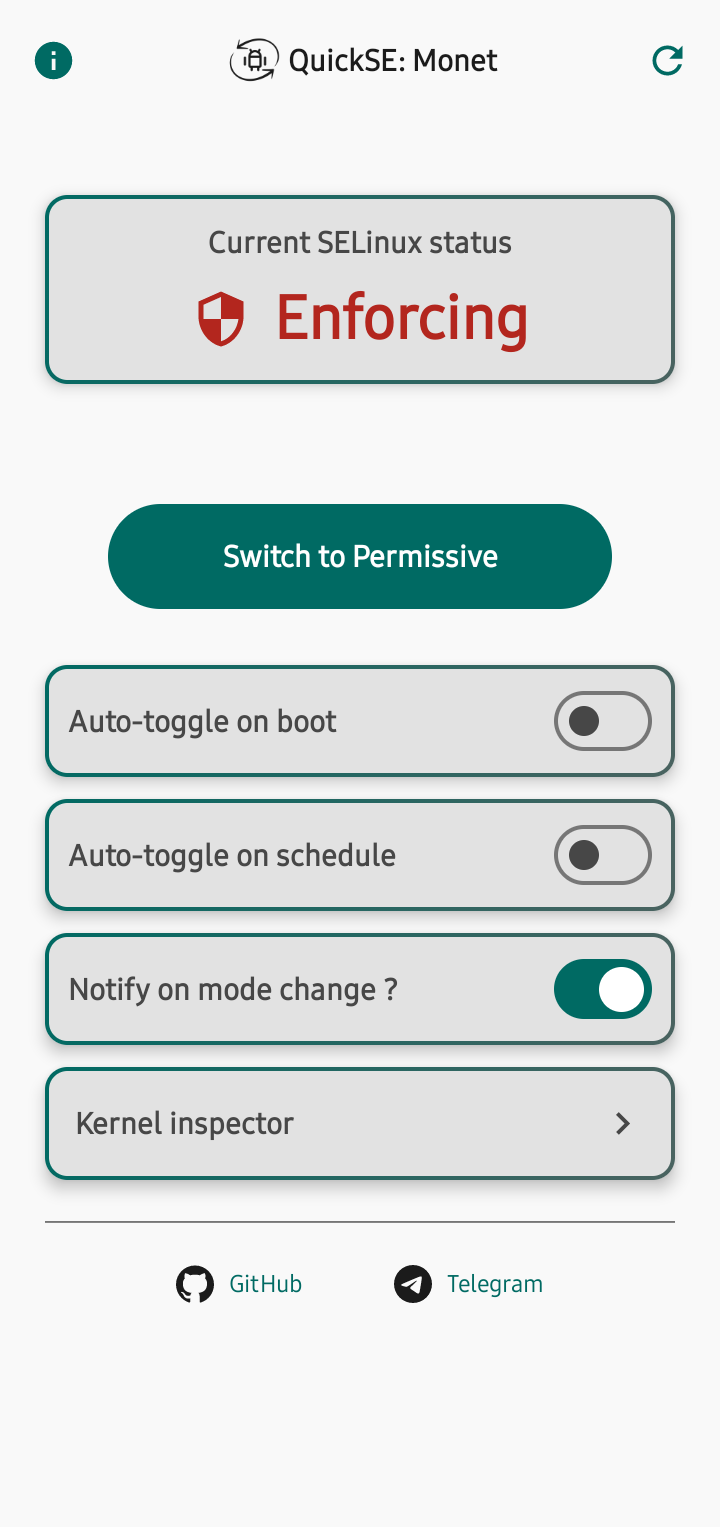 QuickSE: Monet
Current SELinux status
Enforcing
Switch to Permissive
Auto-toggle on boot
Auto-toggle on schedule
Notify on mode change ?
Kernel inspector
GitHub
Telegram